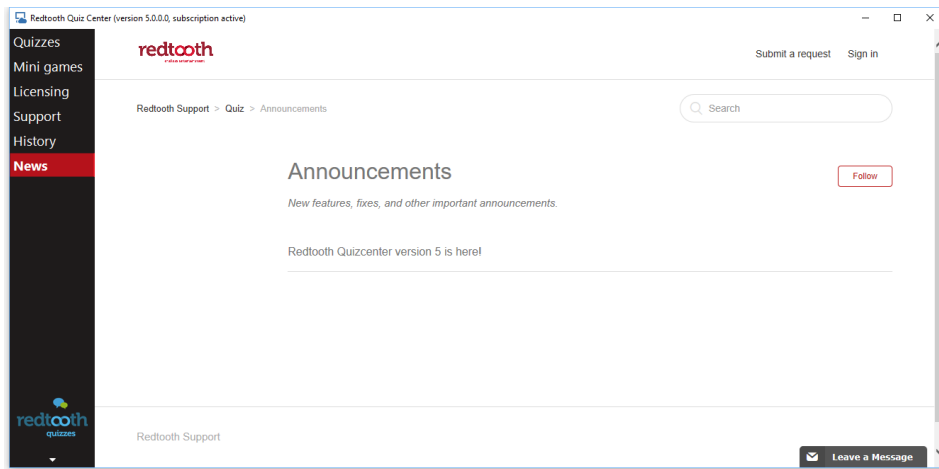 Redtooth Quiz Center (version 5.0.0.0, subscription active)
Quizzes
Mini games
Licensing
Support
History
News
redtooth
Submit a request Sign in
Redtooth Support > Quiz > Announcements
Search
Announcements
Follow
New features, fixes, and other important announcements.
Redtooth Quizcenter version 5 is here!
redtooth
quizzes
Redtooth Support
Leave a Message